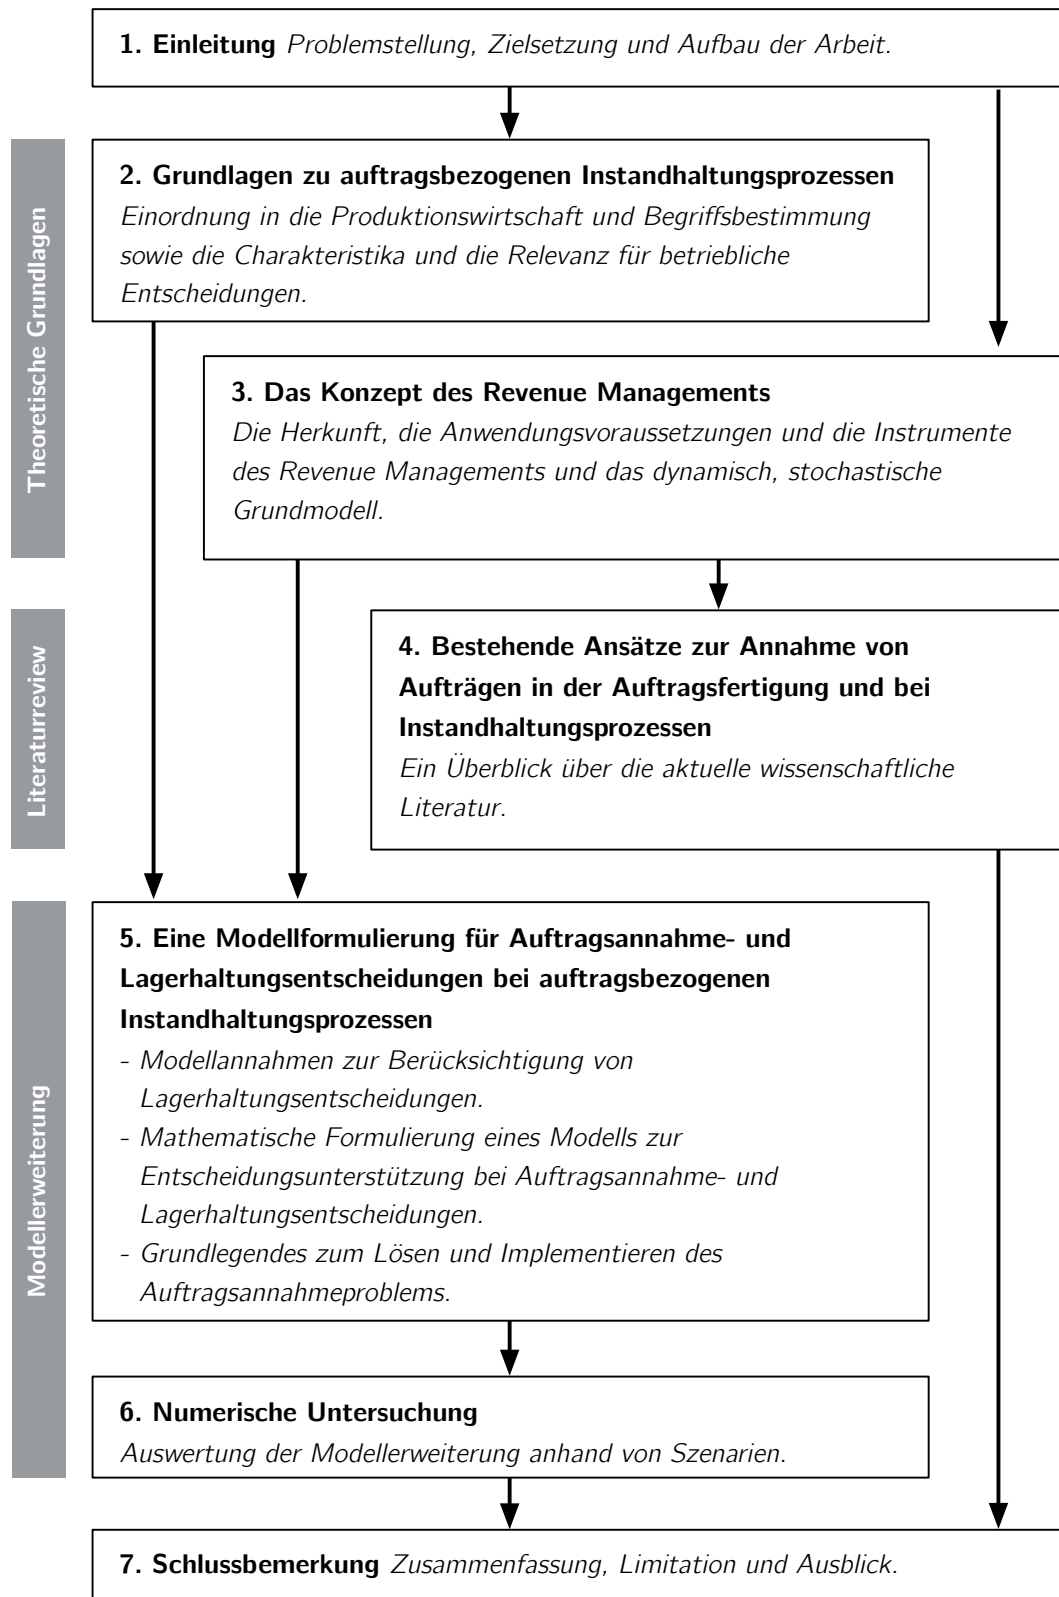 1. Einleitung Problemstellung, Zielsetzung und Aufbau der Arbeit.
Theoretische Grundlagen
2. Grundlagen zu auftragsbezogenen Instandhaltungsprozessen
Einordnung in die Produktionswirtschaft und Begriffsbestimmung
sowie die Charakteristika und die Relevanz für betriebliche
Entscheidungen.
3. Das Konzept des Revenue Managements
Die Herkunft, die Anwendungsvoraussetzungen und die Instrumente
des Revenue Managements und das dynamisch, stochastische
Grundmodell.
Literaturreview
4. Bestehende Ansätze zur Annahme von
Aufträgen in der Auftragsfertigung und bei
Instandhaltungsprozessen
Ein Überblick über die aktuelle wissenschaftliche
Literatur.
Modellerweiterung
5. Eine Modellformulierung für Auftragsannahme- und
Lagerhaltungsentscheidungen bei auftragsbezogenen
Instandhaltungsprozessen
- Modellannahmen zur Berücksichtigung von
Lagerhaltungsentscheidungen.
- Mathematische Formulierung eines Modells zur
Entscheidungsunterstützung bei Auftragsannahme- und
Lagerhaltungsentscheidungen.
- Grundlegendes zum Lösen und Implementieren des
Auftragsannahmeproblems.
6. Numerische Untersuchung
Auswertung der Modellerweiterung anhand von Szenarien.
7. Schlussbemerkung Zusammenfassung, Limitation und Ausblick.